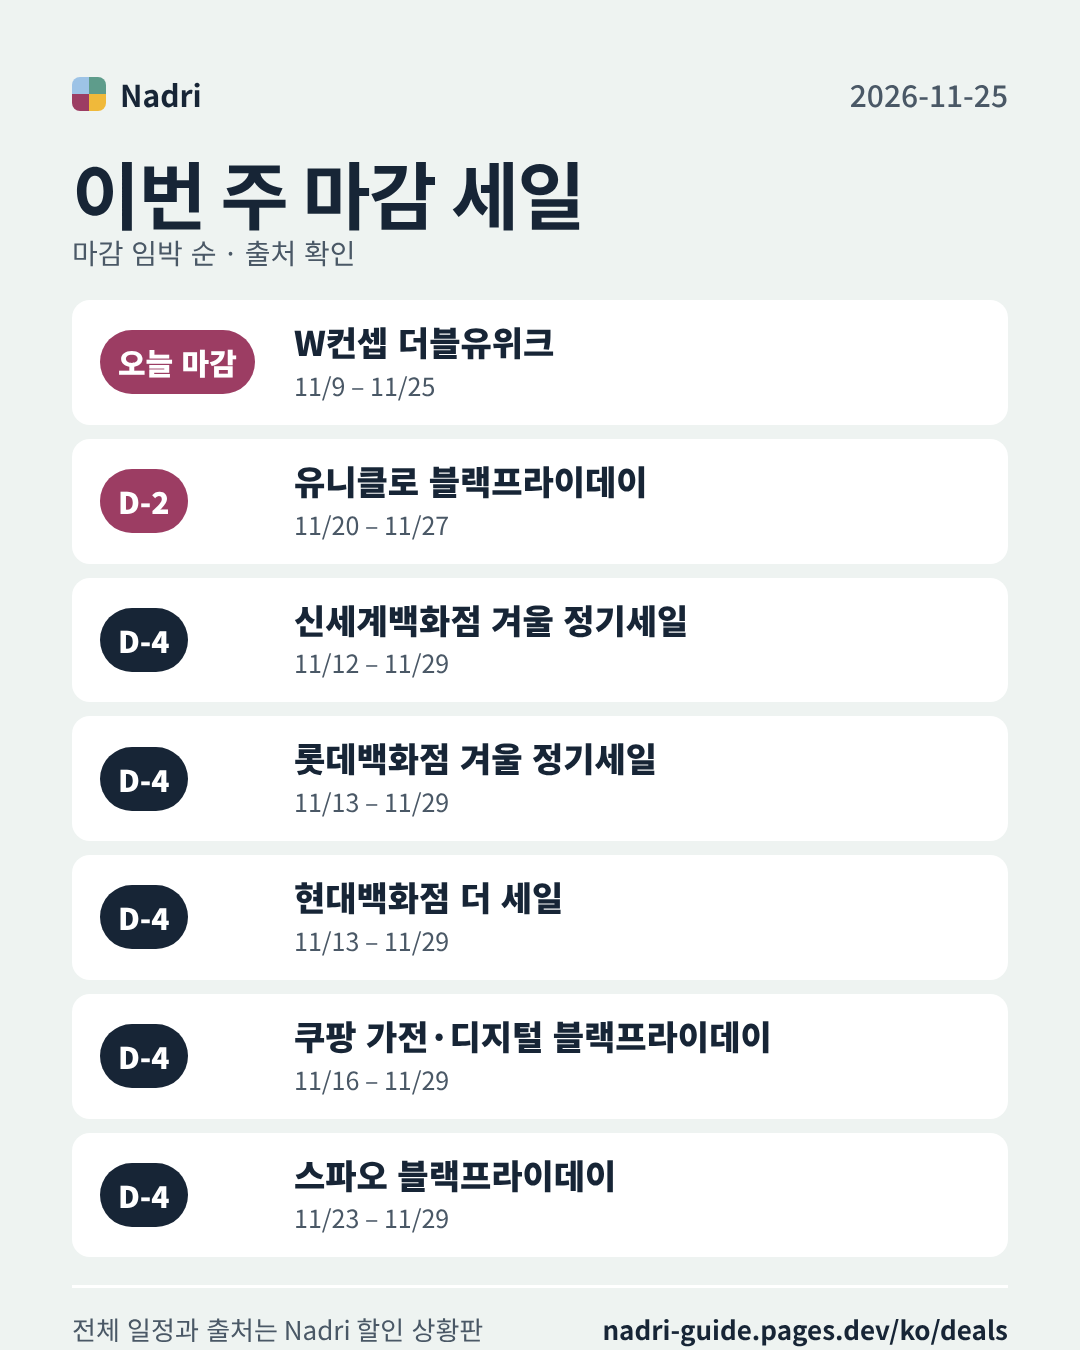 Nadri
2026-11-25
이번 주 마감 세일
마감 임박 순 · 출처 확인
오늘 마감
W컨셉 더블유위크
11/9 – 11/25
D-2
유니클로 블랙프라이데이
11/20 – 11/27
D-4
신세계백화점 겨울 정기세일
11/12 – 11/29
D-4
롯데백화점 겨울 정기세일
11/13 – 11/29
D-4
현대백화점 더 세일
11/13 – 11/29
D-4
쿠팡 가전·디지털 블랙프라이데이
11/16 – 11/29
D-4
스파오 블랙프라이데이
11/23 – 11/29
전체 일정과 출처는 Nadri 할인 상황판
nadri-guide.pages.dev/ko/deals